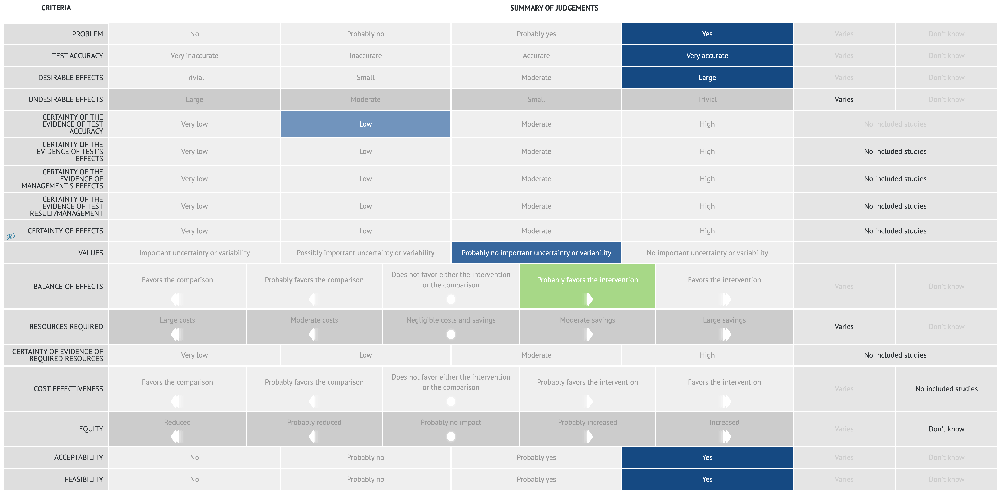 CRITERIA SUMMARY OF JUDGEMENTS
PROBLEM No Probably no Probably yes Yes Varies Don't know
TEST ACCURACY Very inaccurate Inaccurate Accurate Very accurate Varies Don't know
DESIRABLE EFFECTS Trivial Small Moderate Large Varies Don't know
UNDESIRABLE EFFECTS Large Moderate Small Trivial Varies Don't know
CERTAINTY OF THE
EVIDENCE OF TEST
ACCURACY
Very low Low Moderate High No included studies
CERTAINTY OF THE
EVIDENCE OF TEST'S
EFFECTS
Very low Low Moderate High No included studies
CERTAINTY OF THE
EVIDENCE OF
MANAGEMENT'S EFFECTS
Very low Low Moderate High No included studies
CERTAINTY OF THE
EVIDENCE OF TEST
RESULT/MANAGEMENT
Very low Low Moderate High No included studies
CERTAINTY OF EFFECTS Very low Low Moderate High No included studies
VALUES Important uncertainty or variability Possibly important uncertainty or variability Probably no important uncertainty or variability No important uncertainty or variability
BALANCE OF EFFECTS
Favors the comparison
Probably favors the comparison
Does not favor either the intervention
or the comparison
Probably favors the intervention
Favors the intervention
Varies
Don't know
RESOURCES REQUIRED Large costs Moderate costs Negligible costs and savings Moderate savings Large savings Varies Don't know
CERTAINTY OF EVIDENCE OF
REQUIRED RESOURCES
Very low Low Moderate High No included studies
COST EFFECTIVENESS
Favors the comparison
Probably favors the comparison
Does not favor either the intervention
or the comparison
Probably favors the intervention
Favors the intervention
Varies
No included studies
EQUITY Reduced Probably reduced Probably no impact Probably increased Increased Varies Don't know
ACCEPTABILITY No Probably no Probably yes Yes Varies Don't know
FEASIBILITY No Probably no Probably yes Yes Varies Don't know